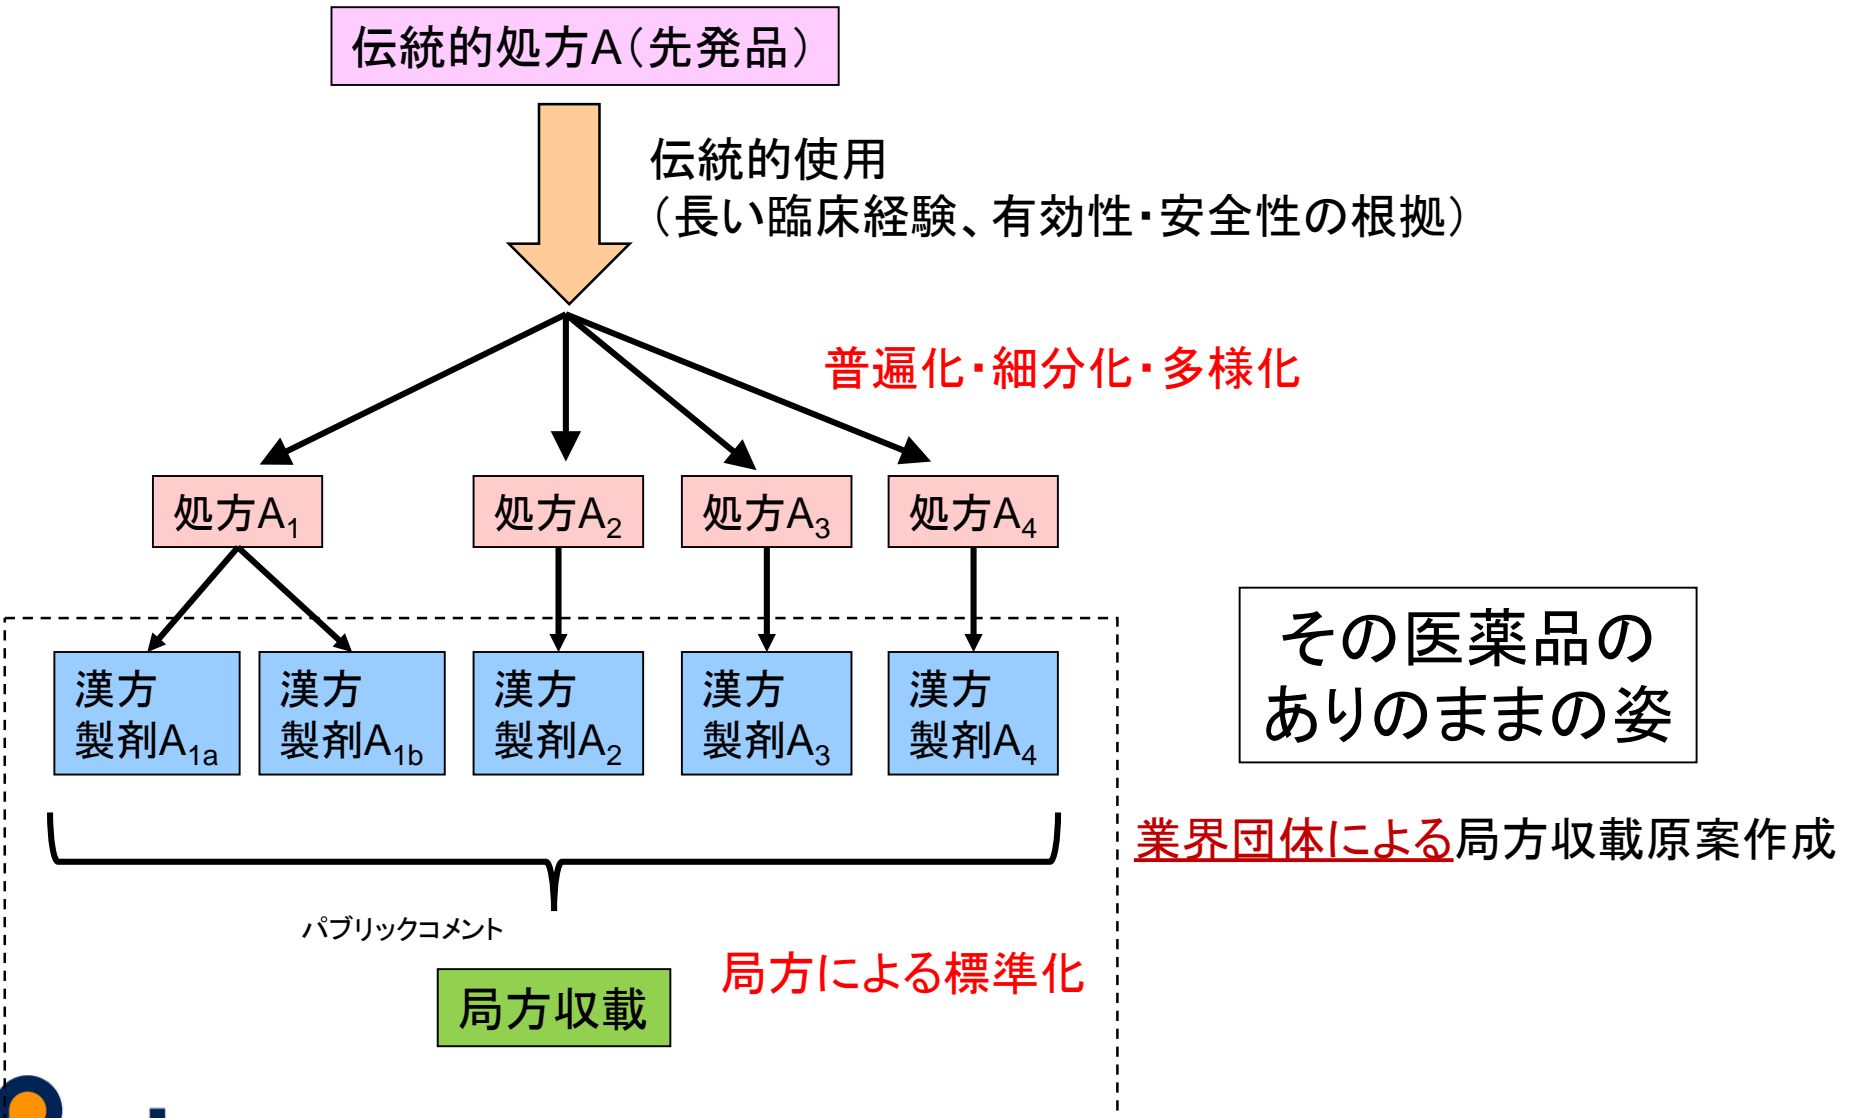 伝統的処方A（先発品）
伝統的使用
（長い臨床経験、有効性・安全性の根拠）
普遍化・細分化・多様化
処方A1
処方A2
処方A3
処方A4
漢方
製剤A1a
漢方
製剤A1b
漢方
製剤A2
漢方
製剤A3
漢方
製剤A4
その医薬品の
ありのままの姿
業界団体による局方収載原案作成
パブリックコメント
局方による標準化
局方収載